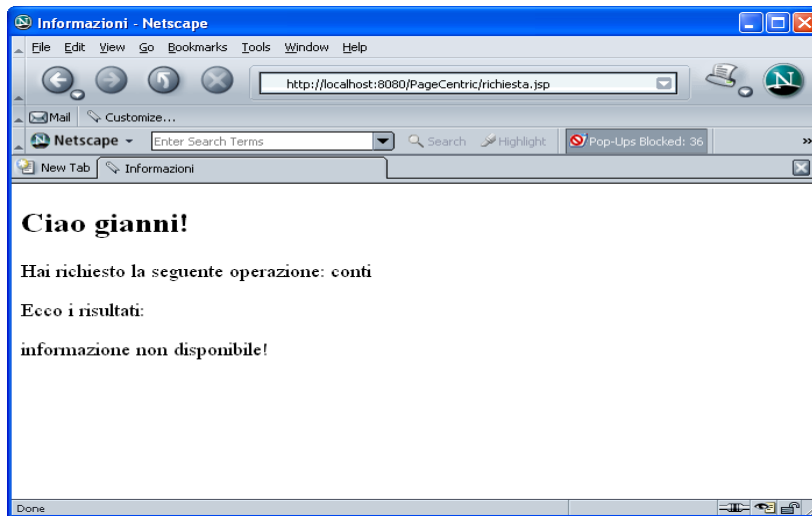 Informazioni - Netscape
File Edit View Go Bookmarks Tools Window Help
http://localhost:8080/PageCentric/richiesta.jsp
N
Mail Customize...
Netscape Enter Search Terms Search Highlight Pop-Ups Blocked: 36 »
New Tab Informazioni
Ciao gianni!
Hai richiesto la seguente operazione: conti
Ecco i risultati:
informazione non disponibile!
Done